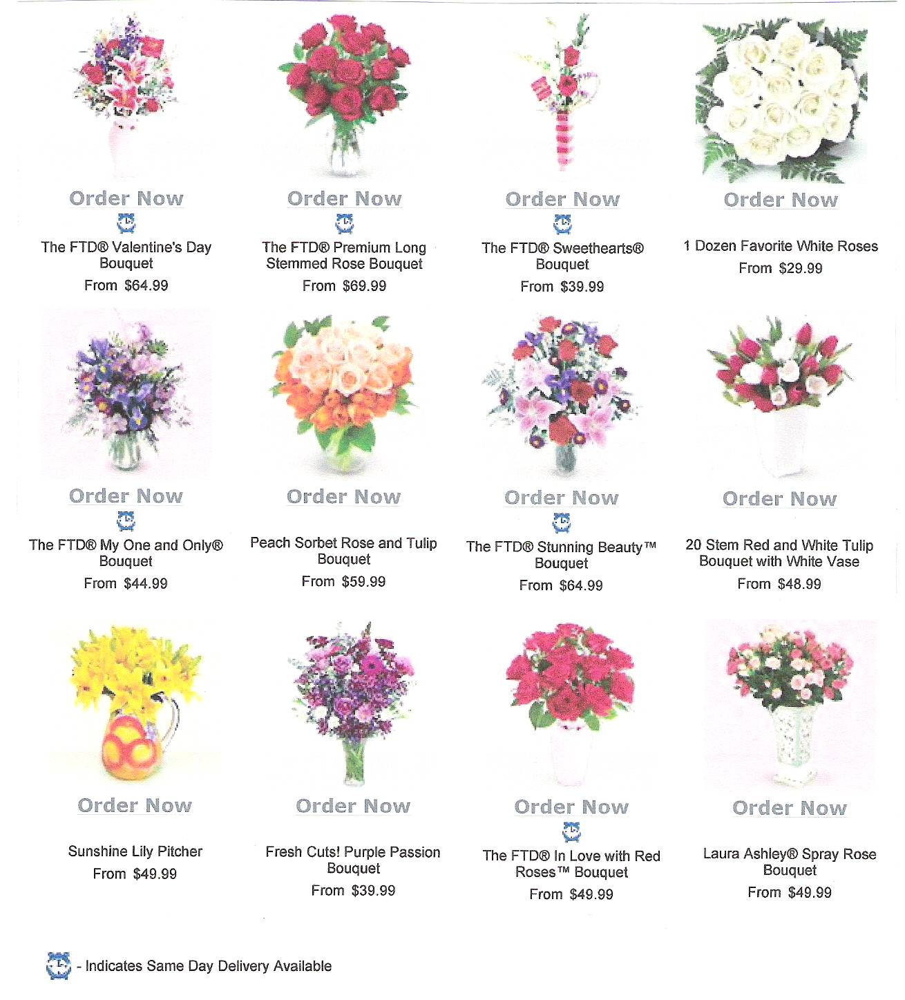 Order Now
The FTD® Valentine's Day
Bouquet
From $64.99
Order Now
The FTD® Premium Long
Stemmed Rose Bouquet
From $69.99
Order Now
The FTD® Sweethearts®
Bouquet
From $39.99
Order Now
1 Dozen Favorite White Roses
From $29.99
Order Now
The FTD® My One and Only®
Bouquet
From $44.99
Order Now
Peach Sorbet Rose and Tulip
Bouquet
From $59.99
Order Now
The FTD® Stunning Beauty™
Bouquet
From $64.99
Order Now
20 Stem Red and White Tulip
Bouquet with White Vase
From $48.99
Order Now
Sunshine Lily Pitcher
From $49.99
Order Now
Fresh Cuts! Purple Passion
Bouquet
From $39.99
Order Now
The FTD® In Love with Red
Roses™ Bouquet
From $49.99
Order Now
Laura Ashley® Spray Rose
Bouquet
From $49.99
- Indicates Same Day Delivery Available